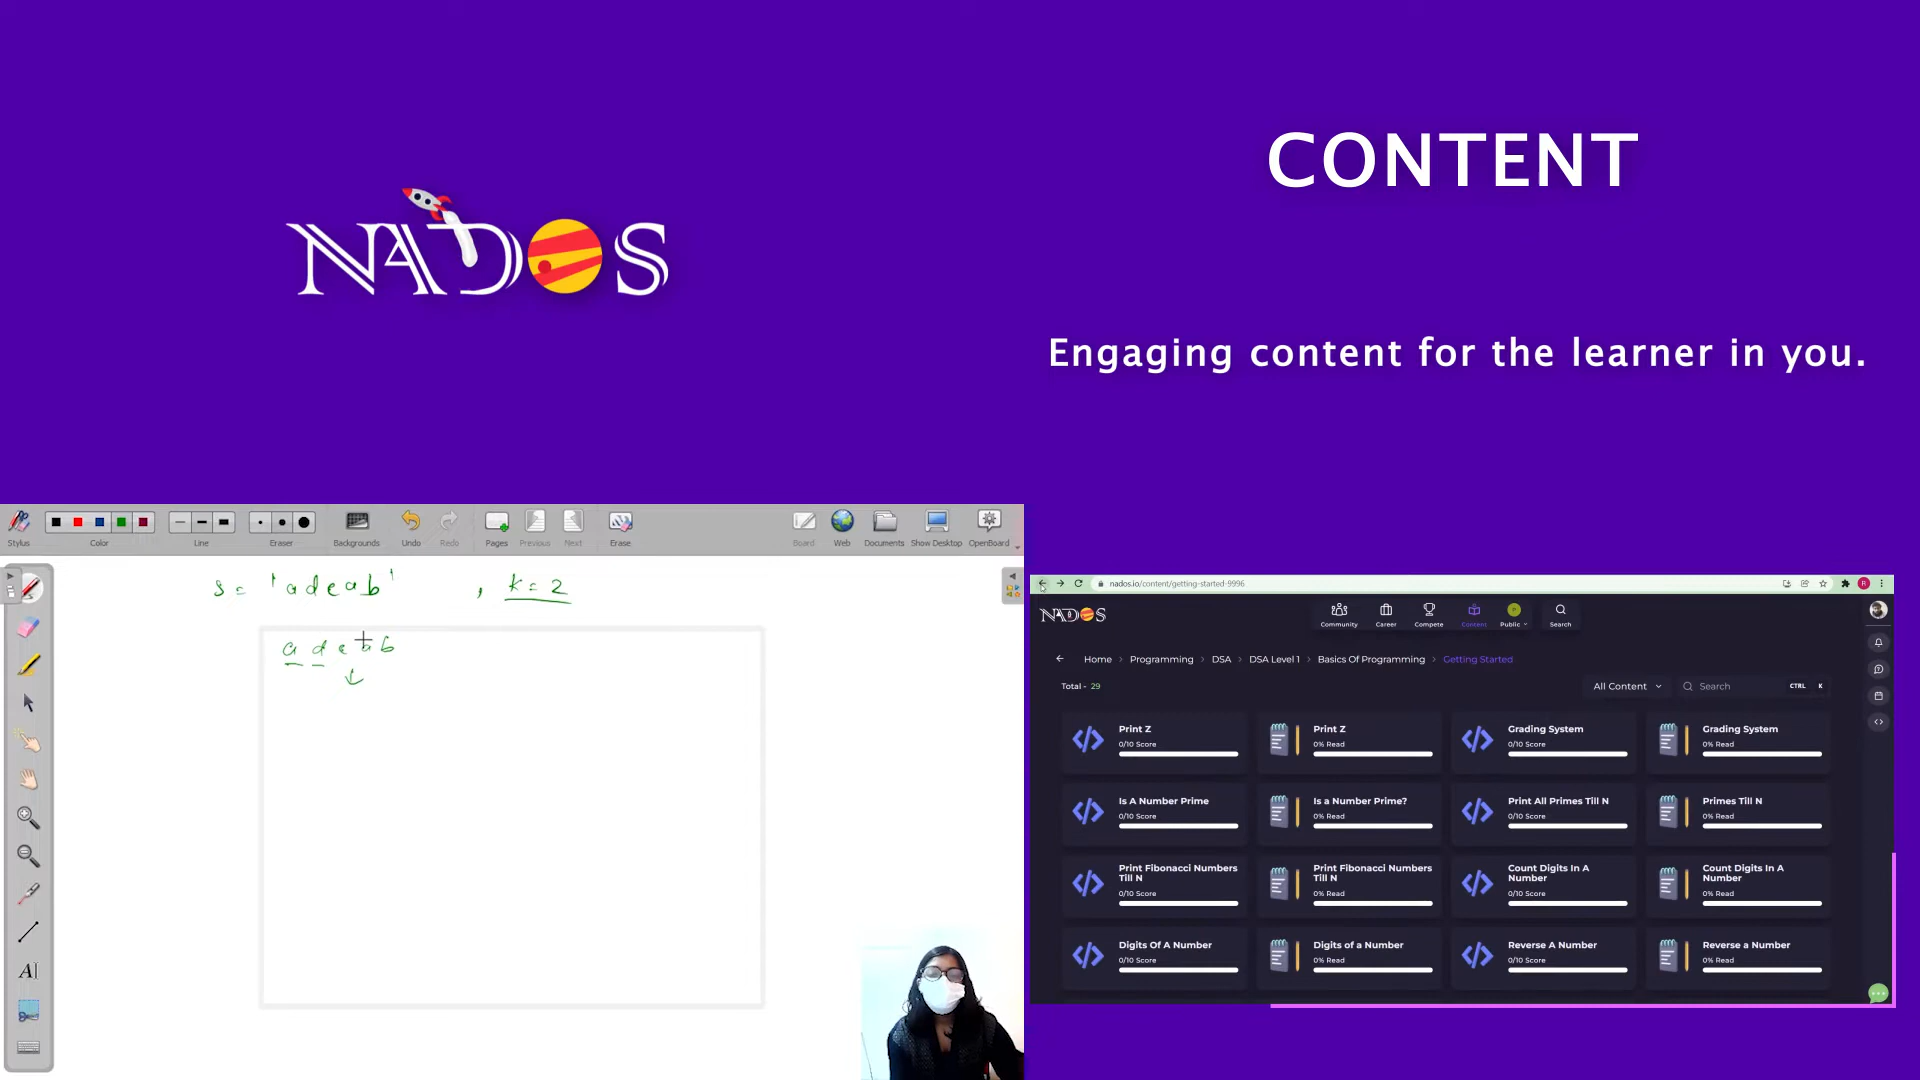 NADOS
CONTENT
Engaging content for the learner in you.
Stylus
Color
Line
Eraser
Backgrounds
Undo
Redo
Pages
Previous
Next
Erase
Board
Web
Documents
Show Desktop
OpenBoard
s = 'adeab' , k = 2
a d e a b
nados.io/content/getting-started-9996
NADOS
Community
Career
Compete
Content
Public
Search
Home > Programming > DSA > DSA Level 1 > Basics Of Programming > Getting Started
Total - 29
All Content
Search
CTRL K
Print Z
0/10 Score
Print Z
0% Read
Grading System
0/10 Score
Grading System
0% Read
Is A Number Prime
0/10 Score
Is a Number Prime?
0% Read
Print All Primes Till N
0/10 Score
Primes Till N
0% Read
Print Fibonacci Numbers
Till N
0/10 Score
Print Fibonacci Numbers
Till N
0% Read
Count Digits In A
Number
0/10 Score
Count Digits In A
Number
0% Read
Digits Of A Number
0/10 Score
Digits of a Number
0% Read
Reverse A Number
0/10 Score
Reverse a Number
0% Read